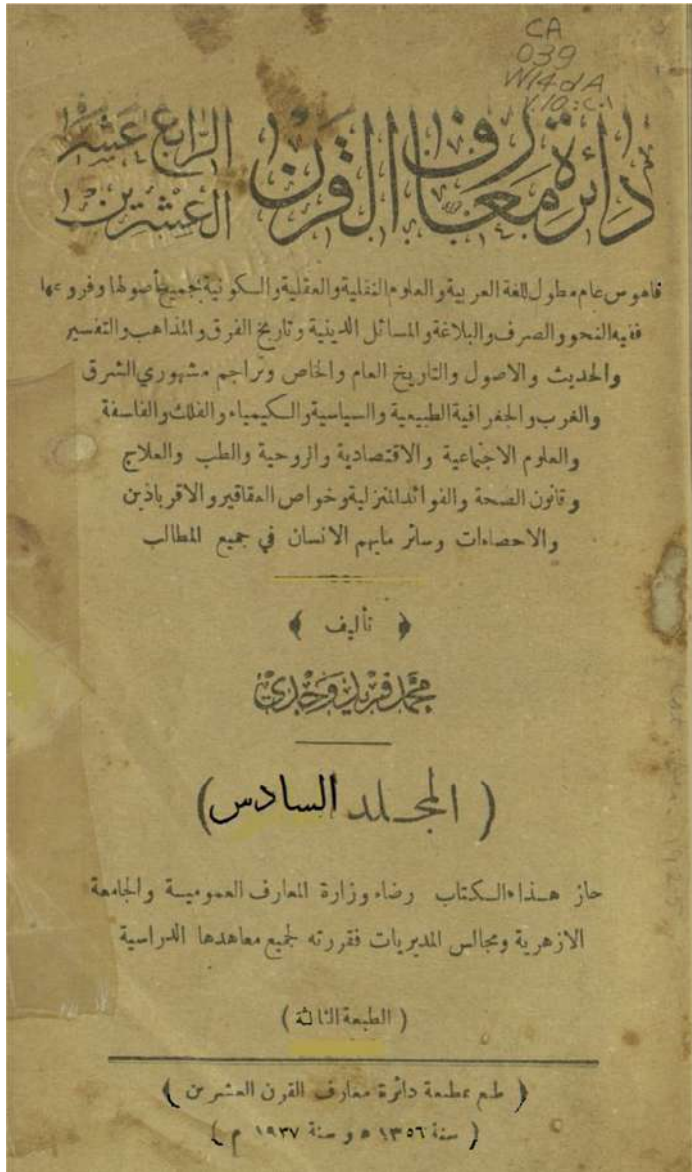 CA
039
W14dA
V.10:c.1
دائرة معارف القرن الرابع عشر
العشرين
قاموس عام مطول للغة العربية والعلوم النقلية والعقلية والكونية بجميع أصولها وفروعها
ففيه النحو والصرف والبلاغة والمسائل الدينية وتاريخ الفرق والمذاهب والتفسير
والحديث والاصول والتاريخ العام والخاص وتراجم مشهوري الشرق
والغرب والجغرافية الطبيعية والسياسية والكيمياء والفلك والفلسفة
والعلوم الاجتماعية والاقتصادية والروحية والطب والعلاج
وقانون الصحة والفوائد المنزلية وخواص العقاقير والاقرباذين
والاحصاءات وسائر مايهم الانسان في جميع المطالب
﴿ تأليف ﴾
محمد فريد وجدي
( المجلد السادس )
حاز هذا الكتاب رضاء وزارة المعارف العمومية والجامعة
الازهرية ومجالس المديريات فقررته لجميع معاهدها الدراسية
( الطبعة الثالثة )
﴿ طبع بمطبعة دائرة معارف القرن العشرين ﴾
( سنة ١٣٥٦ ه و سنة ١٩٣٧ م )